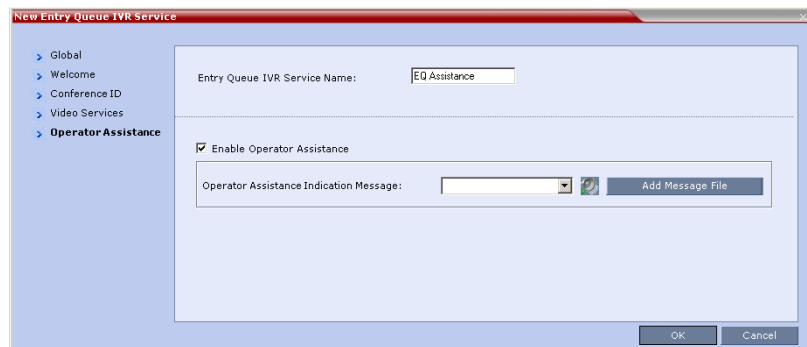 New Entry Queue IVR Service
Global
Welcome
Conference ID
Video Services
Operator Assistance
Entry Queue IVR Service Name:
EQ Assistance
Enable Operator Assistance
Operator Assistance Indication Message:
Add Message File
OK
Cancel